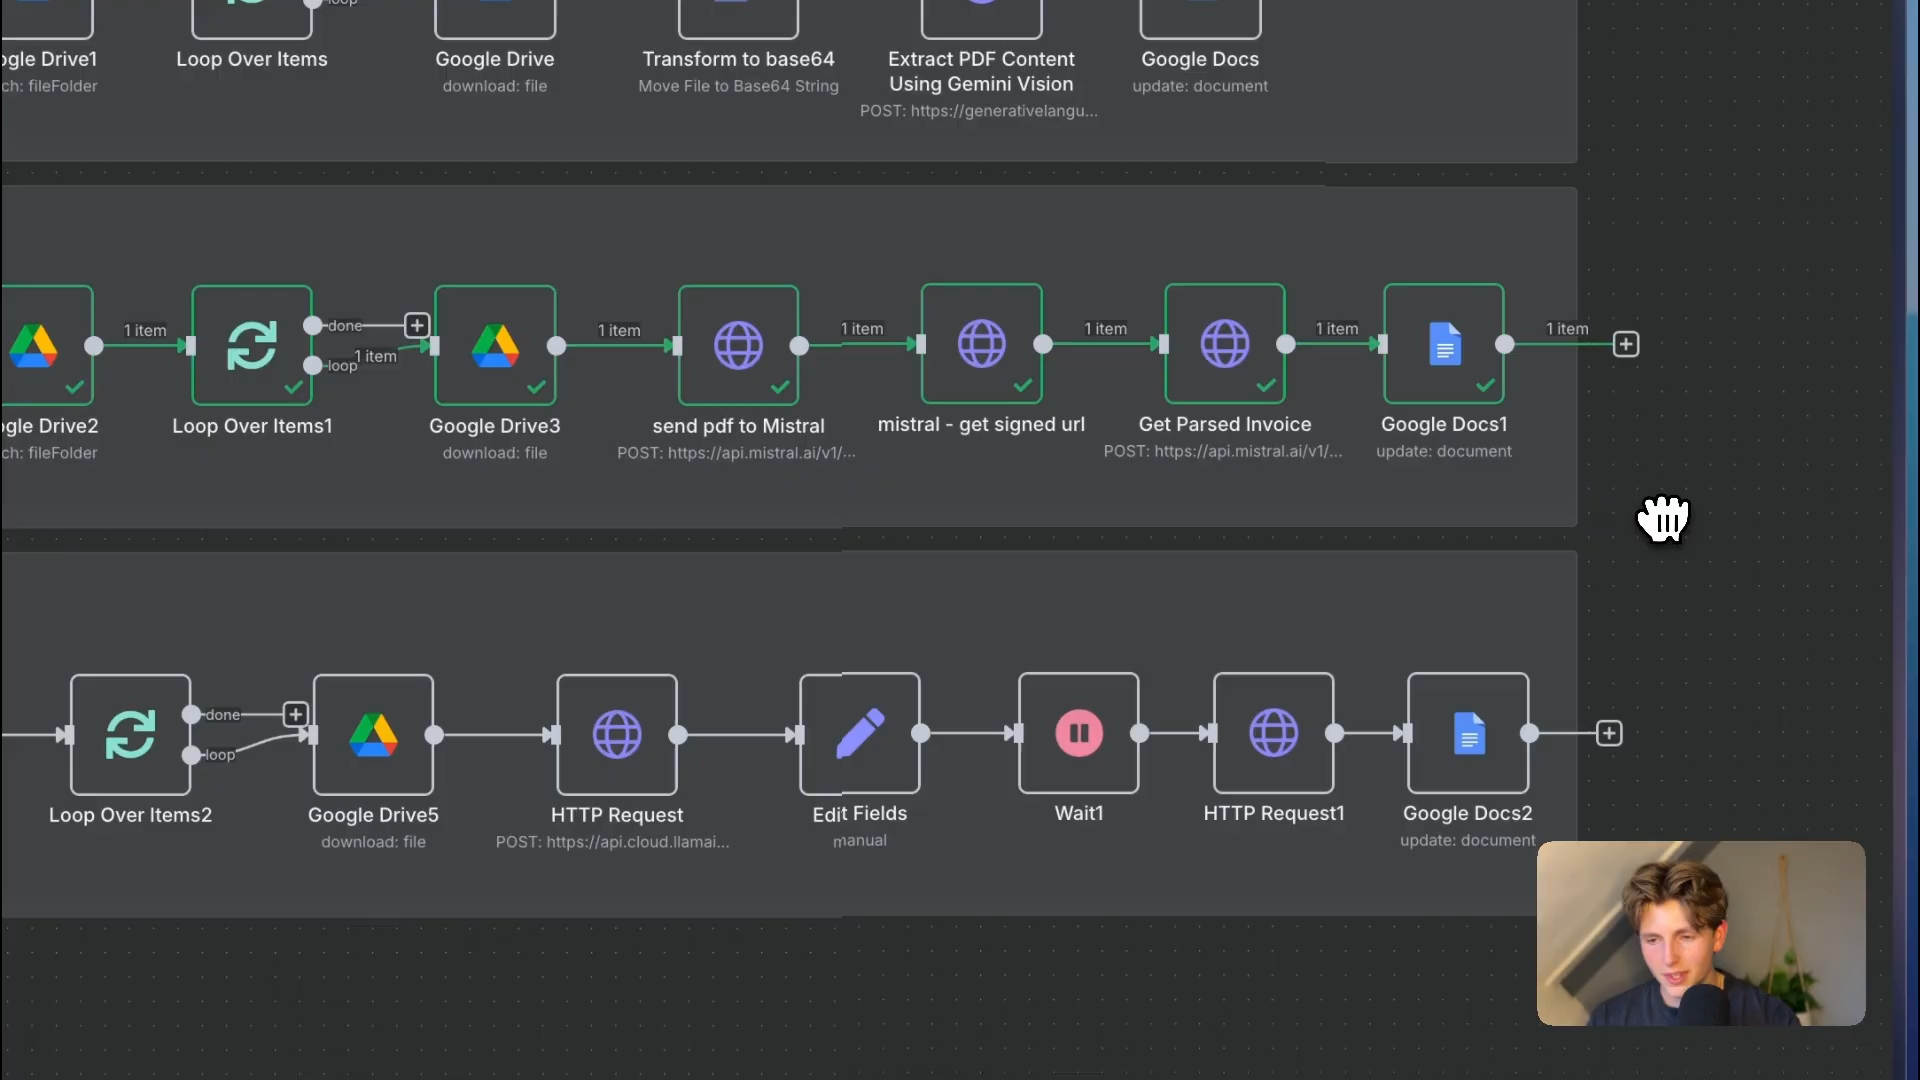 loop
ogle Drive1
ch: fileFolder
Loop Over Items
Google Drive
download: file
Transform to base64
Move File to Base64 String
Extract PDF Content
Using Gemini Vision
POST: https://generativelangu...
Google Docs
update: document
1 item
done
loop
1 item
1 item
1 item
1 item
1 item
1 item
ogle Drive2
ch: fileFolder
Loop Over Items1
Google Drive3
download: file
send pdf to Mistral
POST: https://api.mistral.ai/v1/...
mistral - get signed url
Get Parsed Invoice
POST: https://api.mistral.ai/v1/...
Google Docs1
update: document
done
loop
Loop Over Items2
Google Drive5
download: file
HTTP Request
POST: https://api.cloud.llamai...
Edit Fields
manual
Wait1
HTTP Request1
Google Docs2
update: document